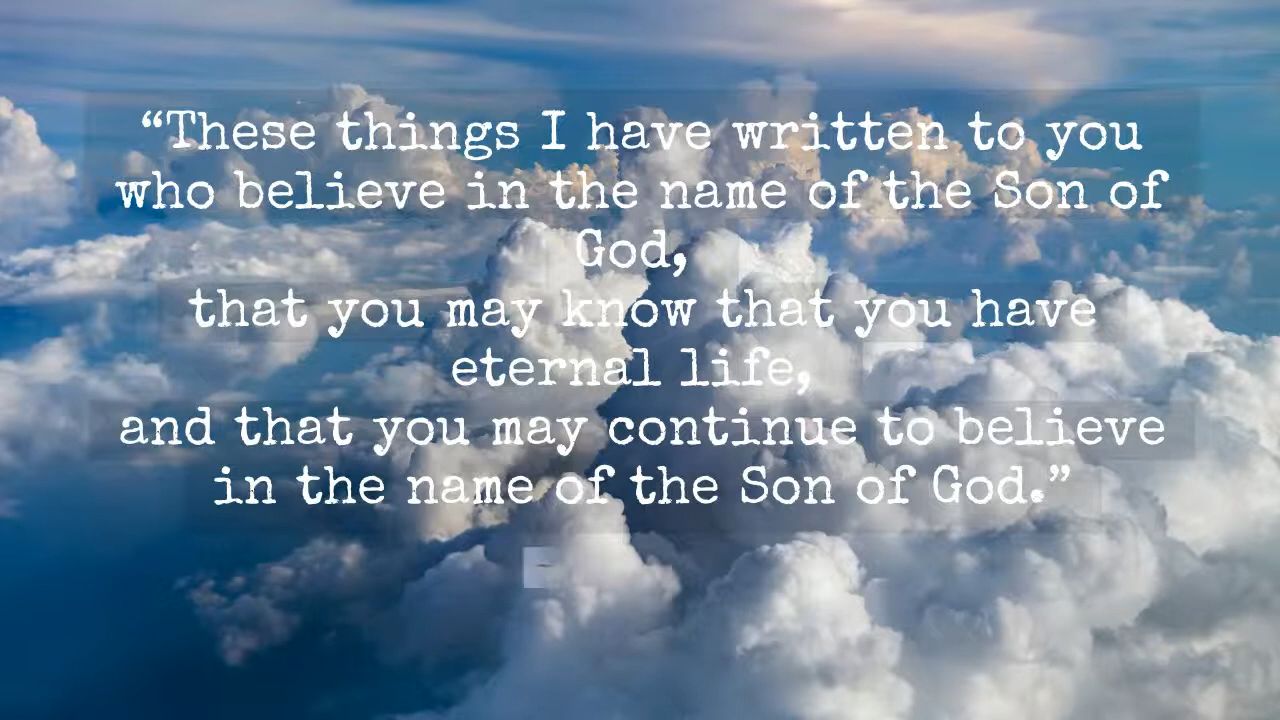 “These things I have written to you
who believe in the name of the Son of
God,
that you may know that you have
eternal life,
and that you may continue to believe
in the name of the Son of God.”